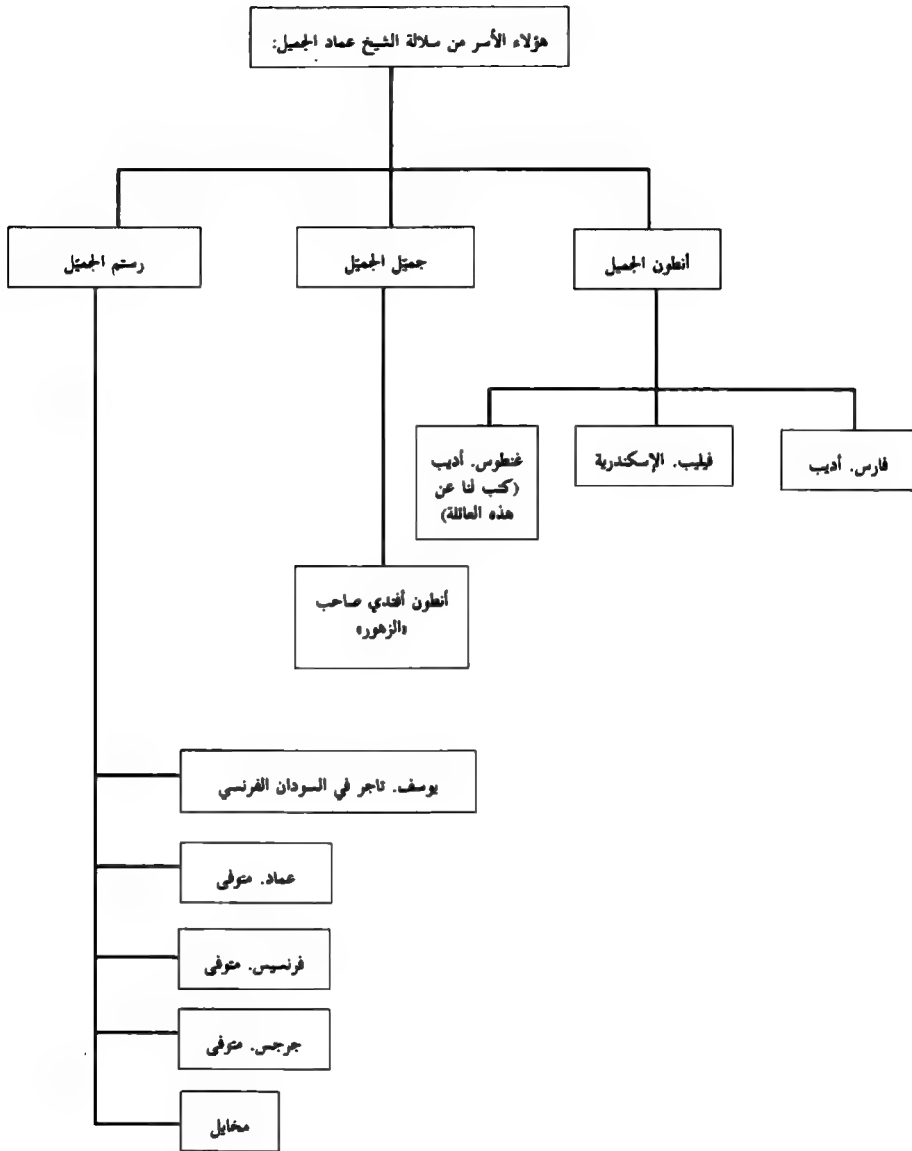 هؤلاء الأسر من سلالة الشيخ عماد الجميل:
أنطون الجميل
جميّل الجميّل
رستم الجميّل
فارس. أديب
فيليب. الإسكندرية
غنطوس. أديب
(كتب لنا عن
هذه العائلة)
أنطون أفندي صاحب
«الزهور»
يوسف. تاجر في السودان الفرنسي
عماد. متوفى
فرنسيس. متوفى
جرجس. متوفى
مخايل